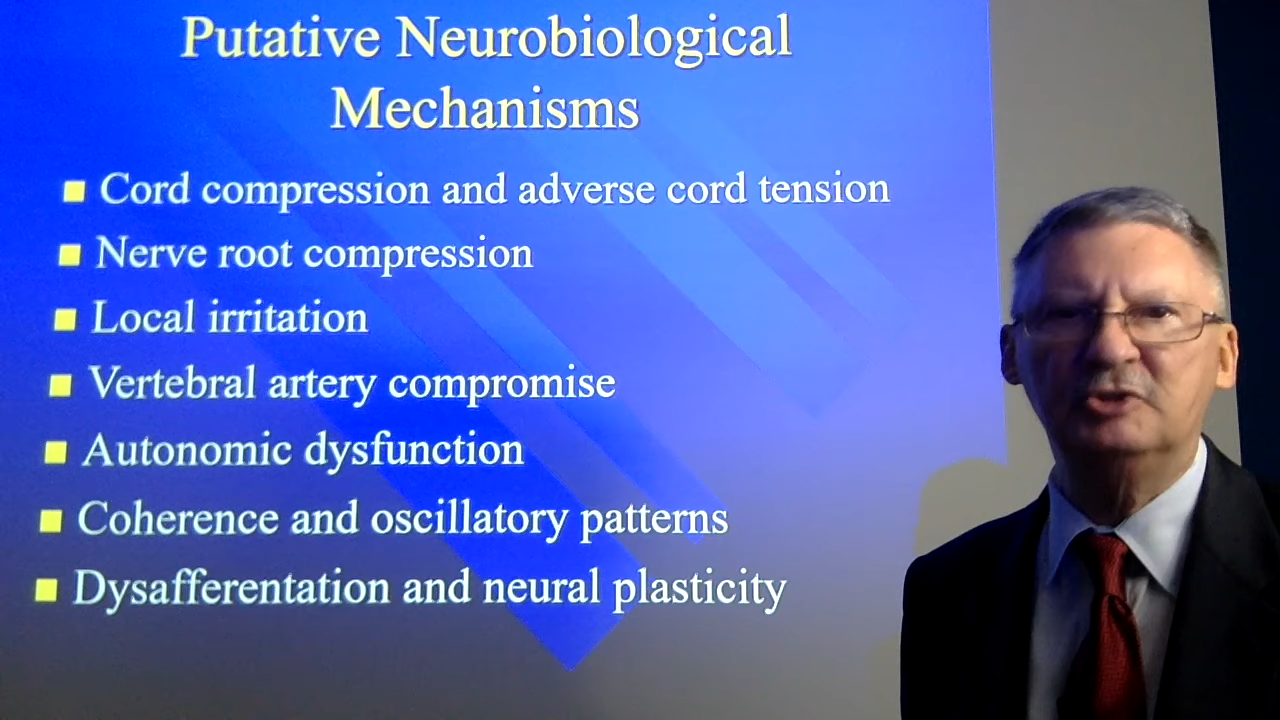 Putative Neurobiological
Mechanisms
Cord compression and adverse cord tension
Nerve root compression
Local irritation
Vertebral artery compromise
Autonomic dysfunction
Coherence and oscillatory patterns
Dysafferentation and neural plasticity